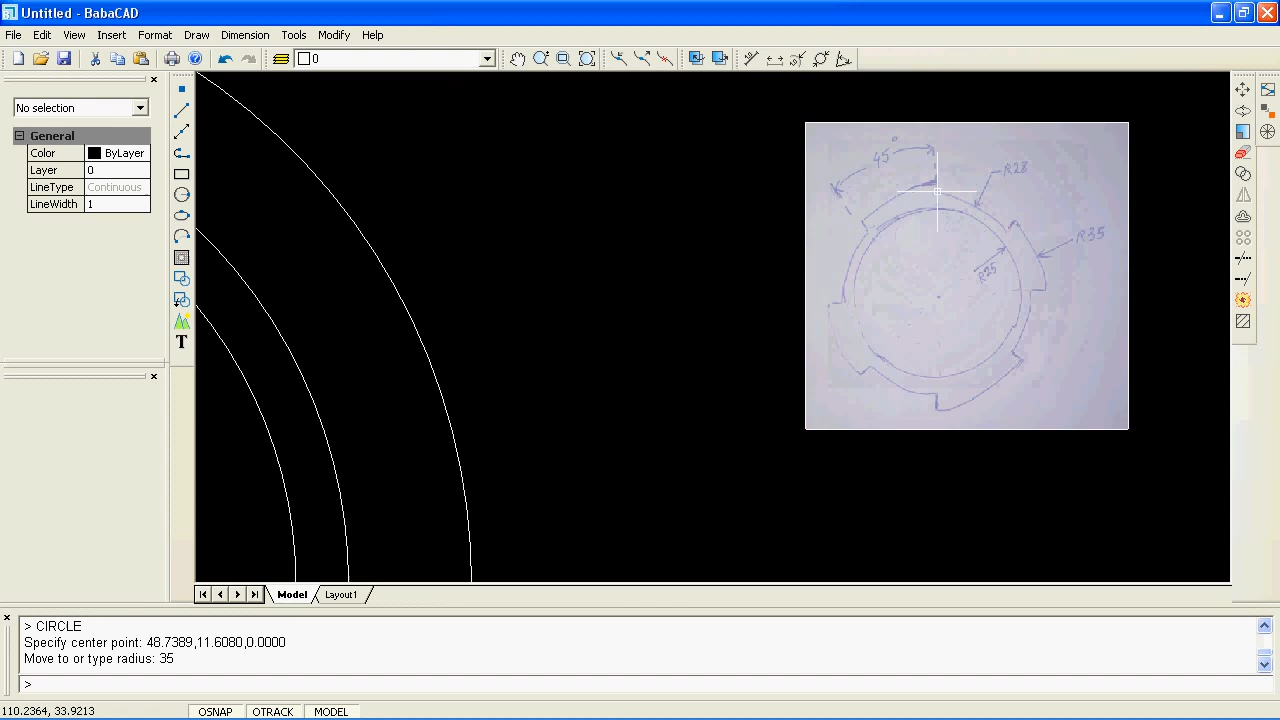 Untitled - BabaCAD
File Edit View Insert Format Draw Dimension Tools Modify Help
0
No selection
General
Color ByLayer
Layer 0
LineType Continuous
LineWidth 1
T
45°
R28
R35
R25
Model Layout1
> CIRCLE
Specify center point: 48.7389,11.6080,0.0000
Move to or type radius: 35
>
110.2364, 33.9213 OSNAP OTRACK MODEL